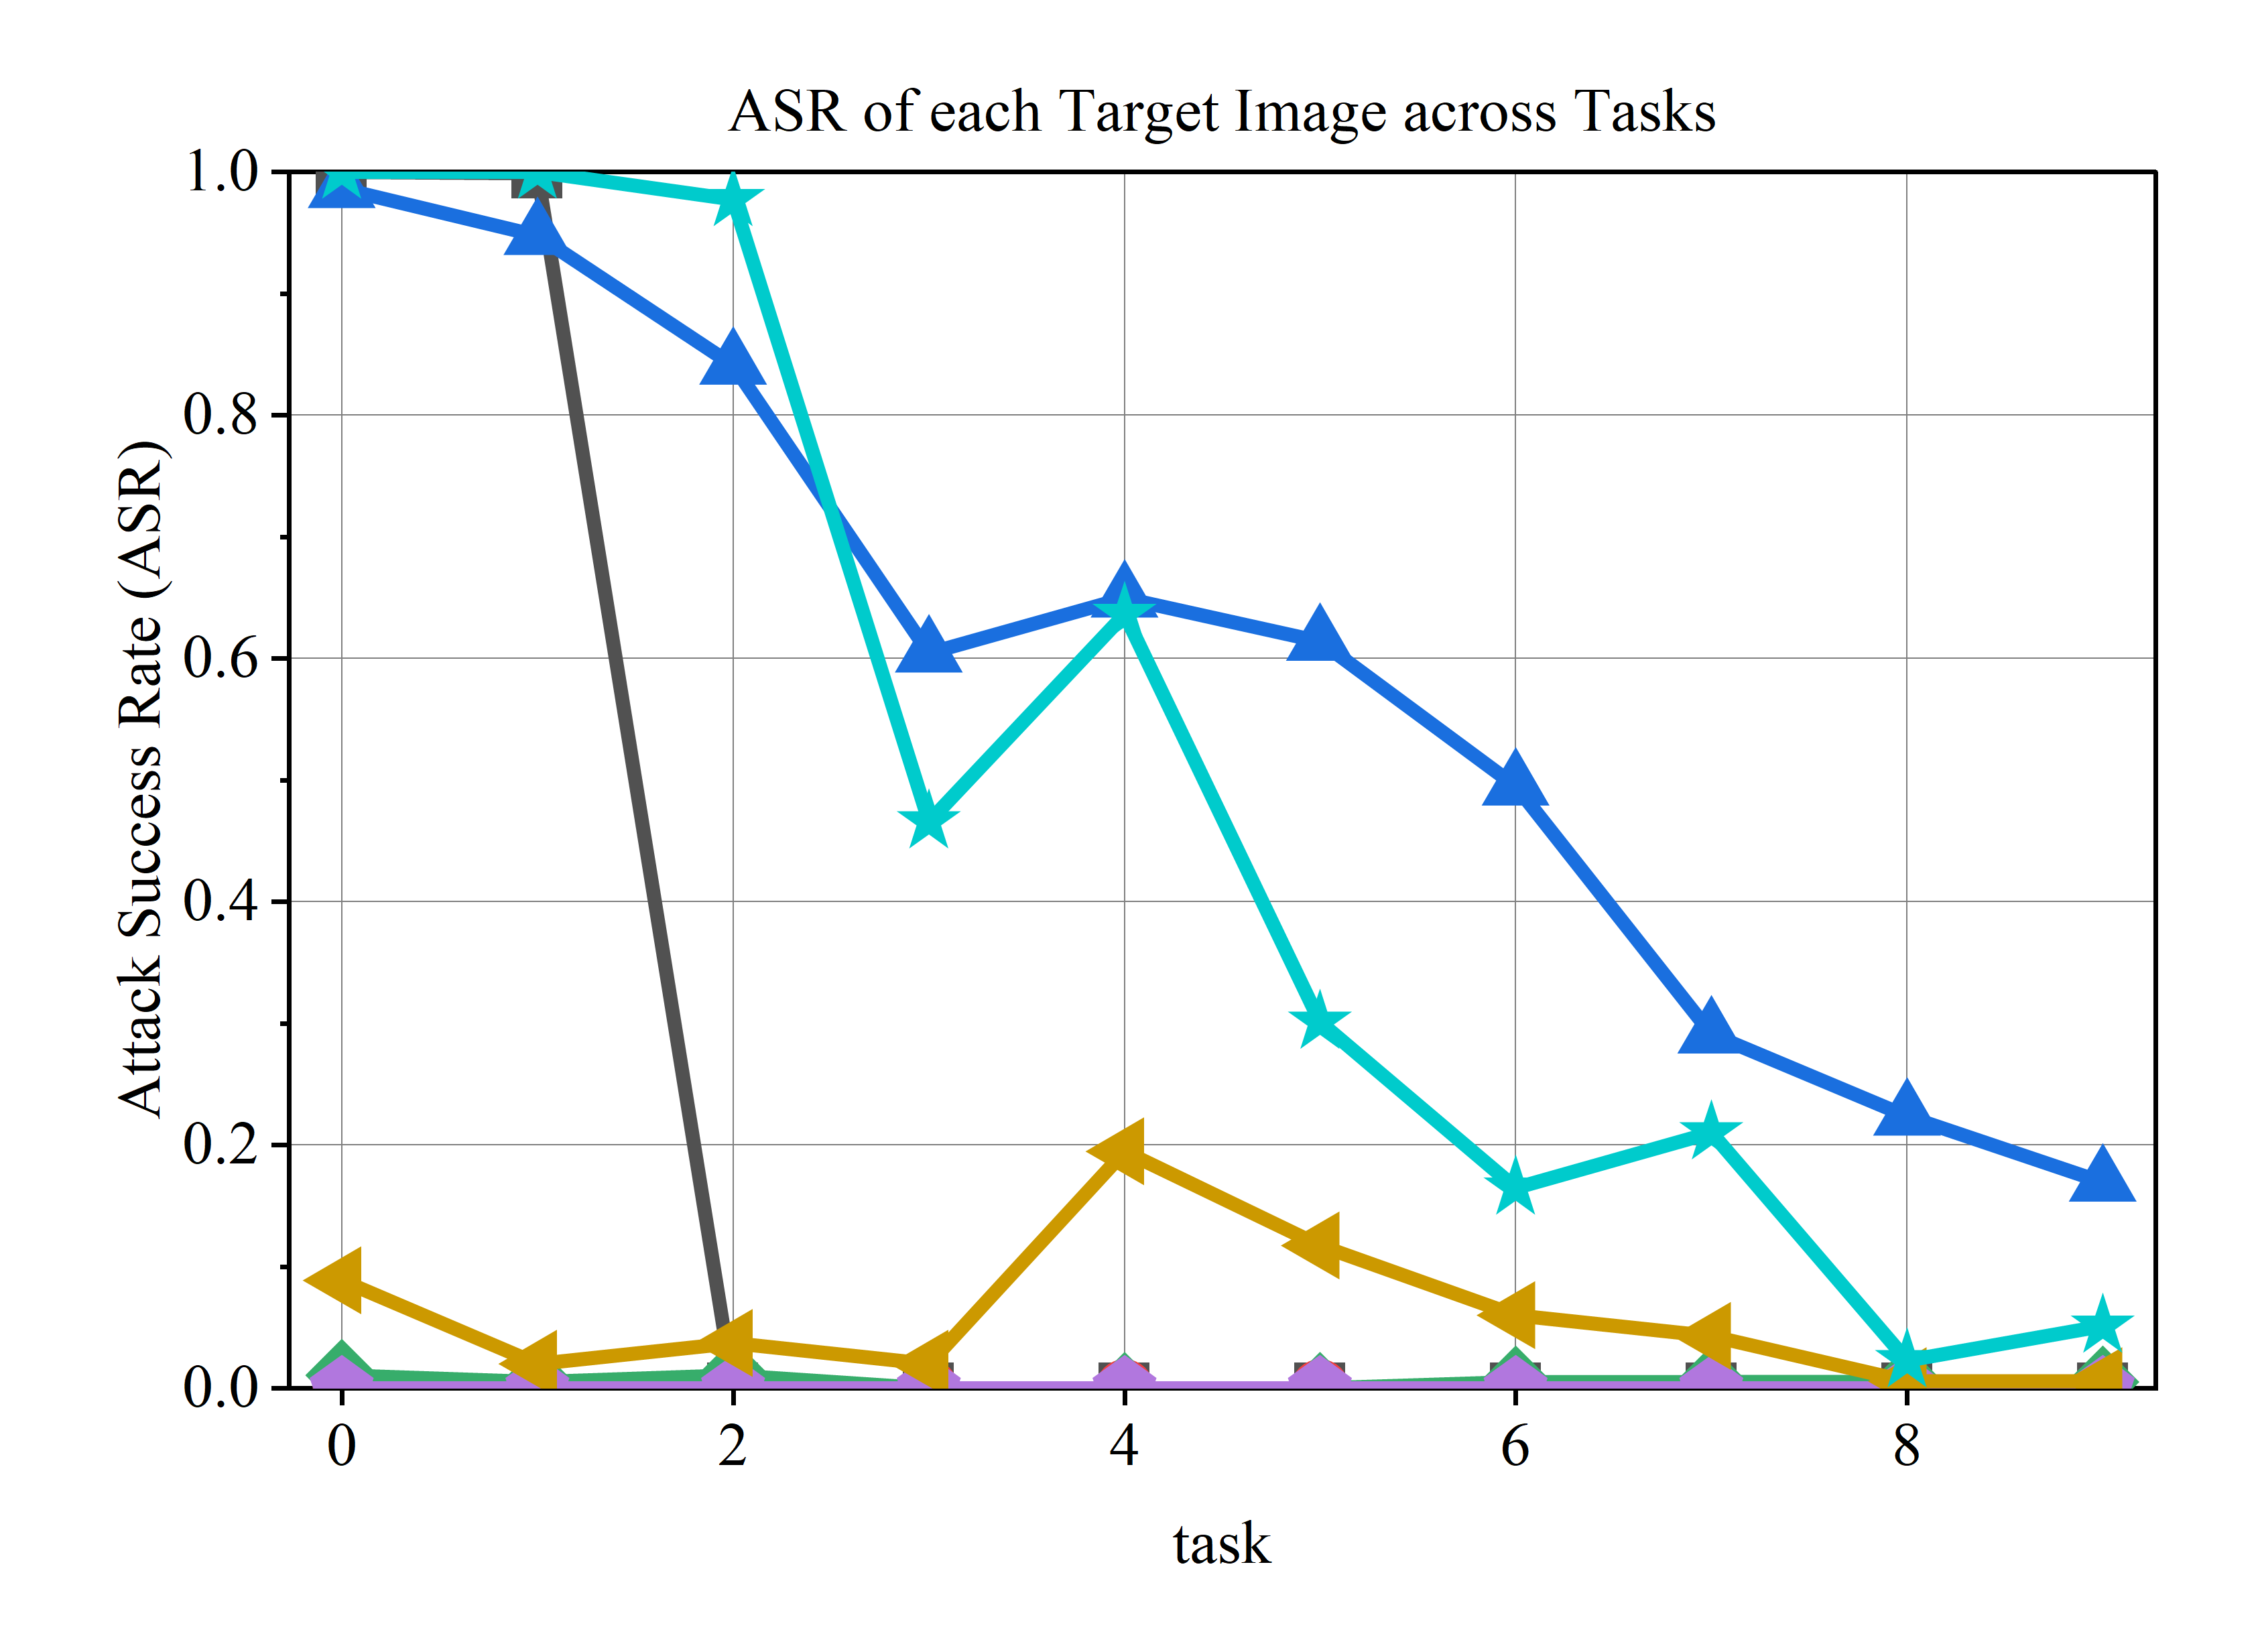 ASR of each Target Image across Tasks
Attack Success Rate (ASR)
1.0
0.8
0.6
0.4
0.2
0.0
0 2 4 6 8
task